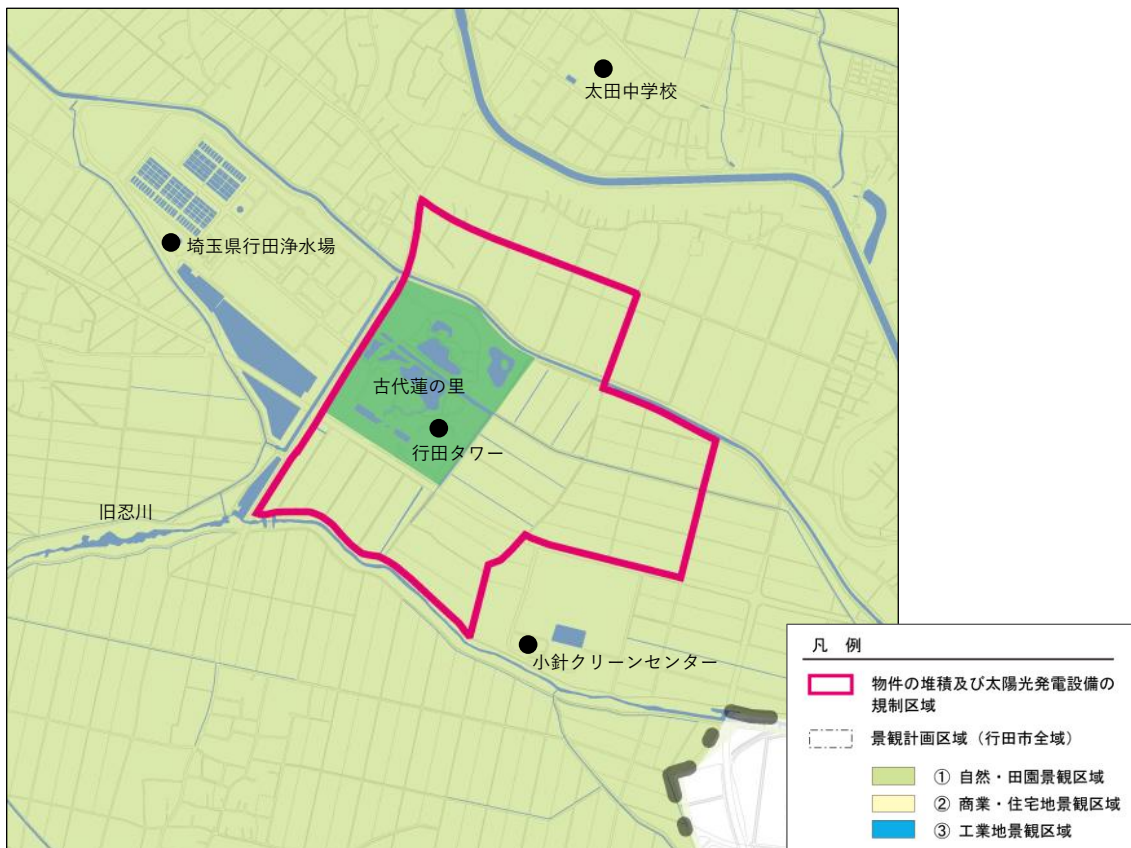 太田中学校
埼玉県行田浄水場
古代蓮の里
行田タワー
旧忍川
小針クリーンセンター
凡 例
物件の堆積及び太陽光発電設備の
規制区域
景観計画区域（行田市全域）
① 自然・田園景観区域
② 商業・住宅地景観区域
③ 工業地景観区域